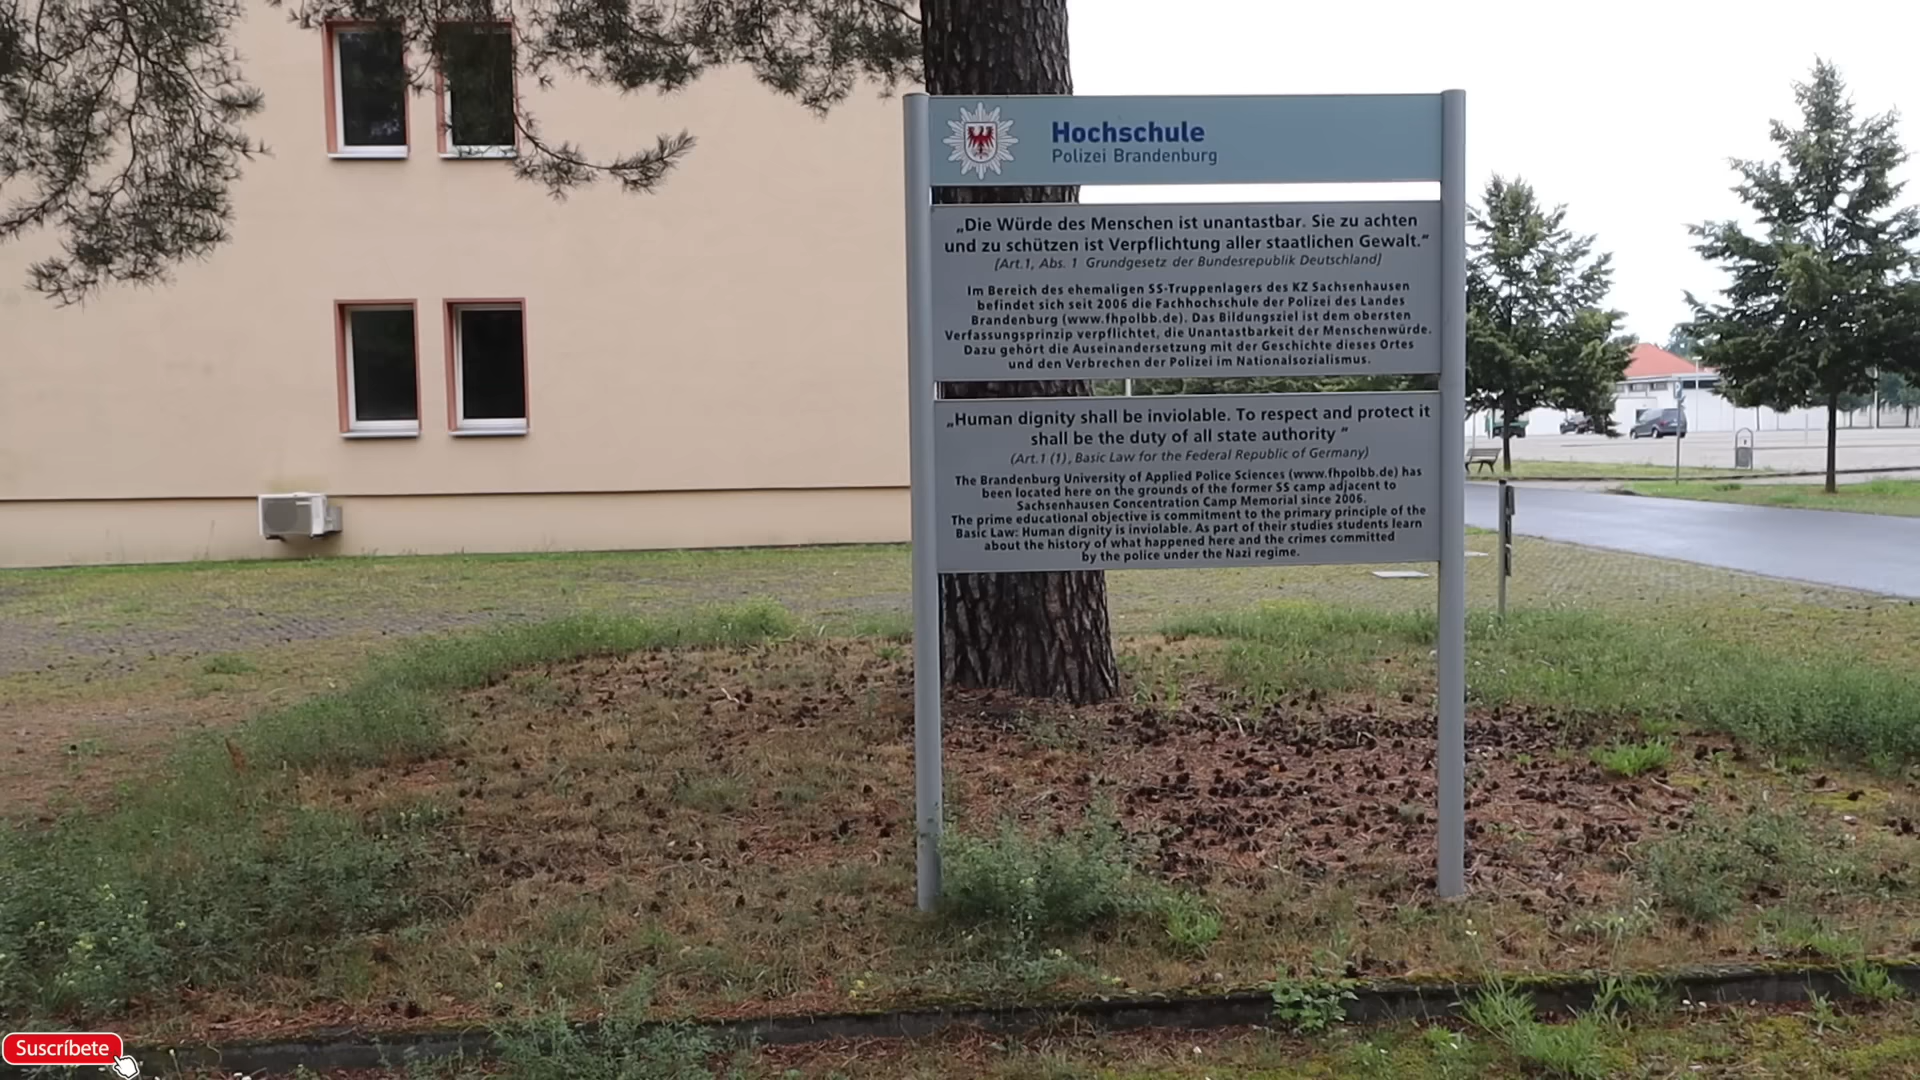 Hochschule
Polizei Brandenburg
„Die Würde des Menschen ist unantastbar. Sie zu achten
und zu schützen ist Verpflichtung aller staatlichen Gewalt.“
[Art.1, Abs. 1 Grundgesetz der Bundesrepublik Deutschland]
Im Bereich des ehemaligen SS-Truppenlagers des KZ Sachsenhausen
befindet sich seit 2006 die Fachhochschule der Polizei des Landes
Brandenburg (www.fhpolbb.de). Das Bildungsziel ist dem obersten
Verfassungsprinzip verpflichtet, die Unantastbarkeit der Menschenwürde.
Dazu gehört die Auseinandersetzung mit der Geschichte dieses Ortes
und den Verbrechen der Polizei im Nationalsozialismus.
„Human dignity shall be inviolable. To respect and protect it
shall be the duty of all state authority “
(Art.1 (1), Basic Law for the Federal Republic of Germany)
The Brandenburg University of Applied Police Sciences (www.fhpolbb.de) has
been located here on the grounds of the former SS camp adjacent to
Sachsenhausen Concentration Camp Memorial since 2006.
The prime educational objective is commitment to the primary principle of the
Basic Law: Human dignity is inviolable. As part of their studies students learn
about the history of what happened here and the crimes committed
by the police under the Nazi regime.
Suscríbete